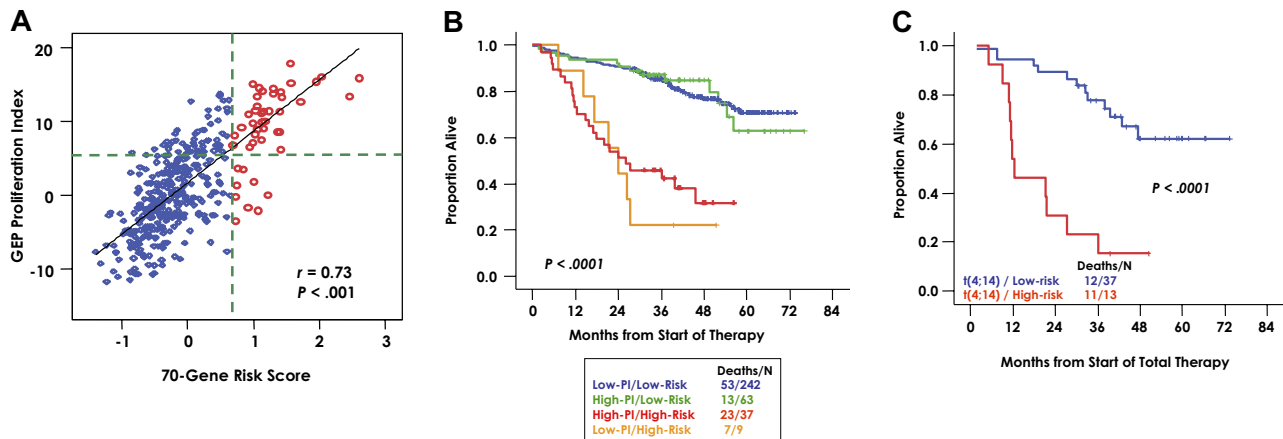 A
20
10
0
-10
GEP Proliferation Index
r = 0.73
P < .001
-1 0 1 2 3
70-Gene Risk Score
B
1.0
0.8
0.6
0.4
0.2
0.0
Proportion Alive
P < .0001
0 12 24 36 48 60 72 84
Months from Start of Therapy
Deaths/N
Low-PI/Low-Risk 53/242
High-PI/Low-Risk 13/63
High-PI/High-Risk 23/37
Low-PI/High-Risk 7/9
C
1.0
0.8
0.6
0.4
0.2
0.0
Proportion Alive
P < .0001
Deaths/N
t(4;14) / Low-risk 12/37
t(4;14) / High-risk 11/13
0 12 24 36 48 60 72 84
Months from Start of Total Therapy